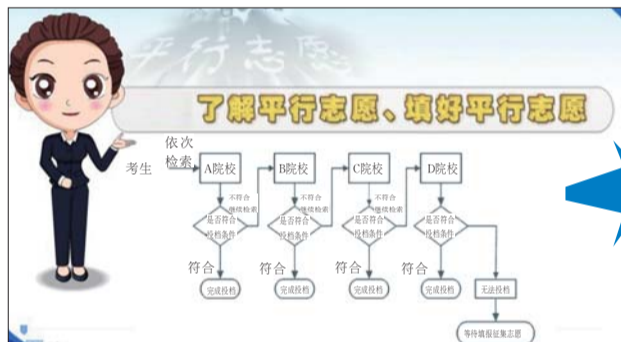 平行志愿
了解平行志愿、填好平行志愿
考生
依次
检索
A院校
B院校
C院校
D院校
不符合
继续检索
不符合
继续检索
不符合
继续检索
是否符合
投档条件
是否符合
投档条件
是否符合
投档条件
是否符合
投档条件
符合
符合
符合
符合
完成投档
完成投档
完成投档
完成投档
无法投档
等待填报征集志愿